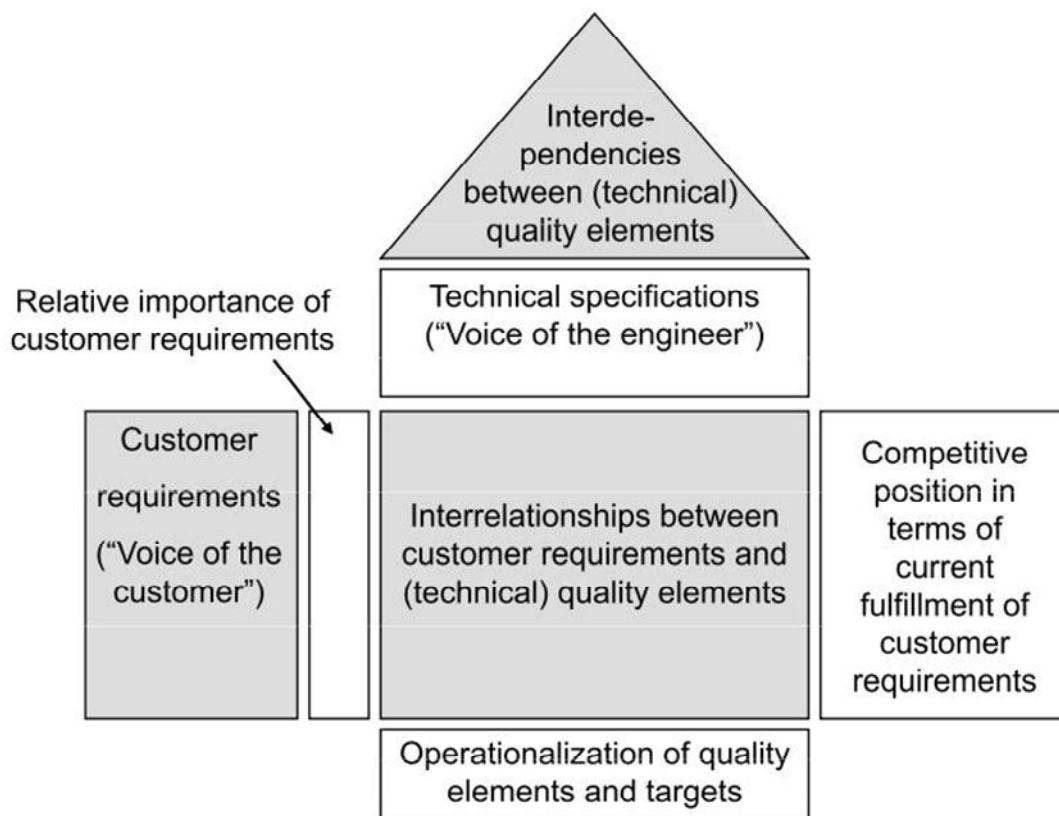 Interde-
pendencies
between (technical)
quality elements
Technical specifications
(“Voice of the engineer”)
Relative importance of
customer requirements
Customer
requirements
(“Voice of the
customer”)
Interrelationships between
customer requirements and
(technical) quality elements
Competitive
position in
terms of
current
fulfillment of
customer
requirements
Operationalization of quality
elements and targets